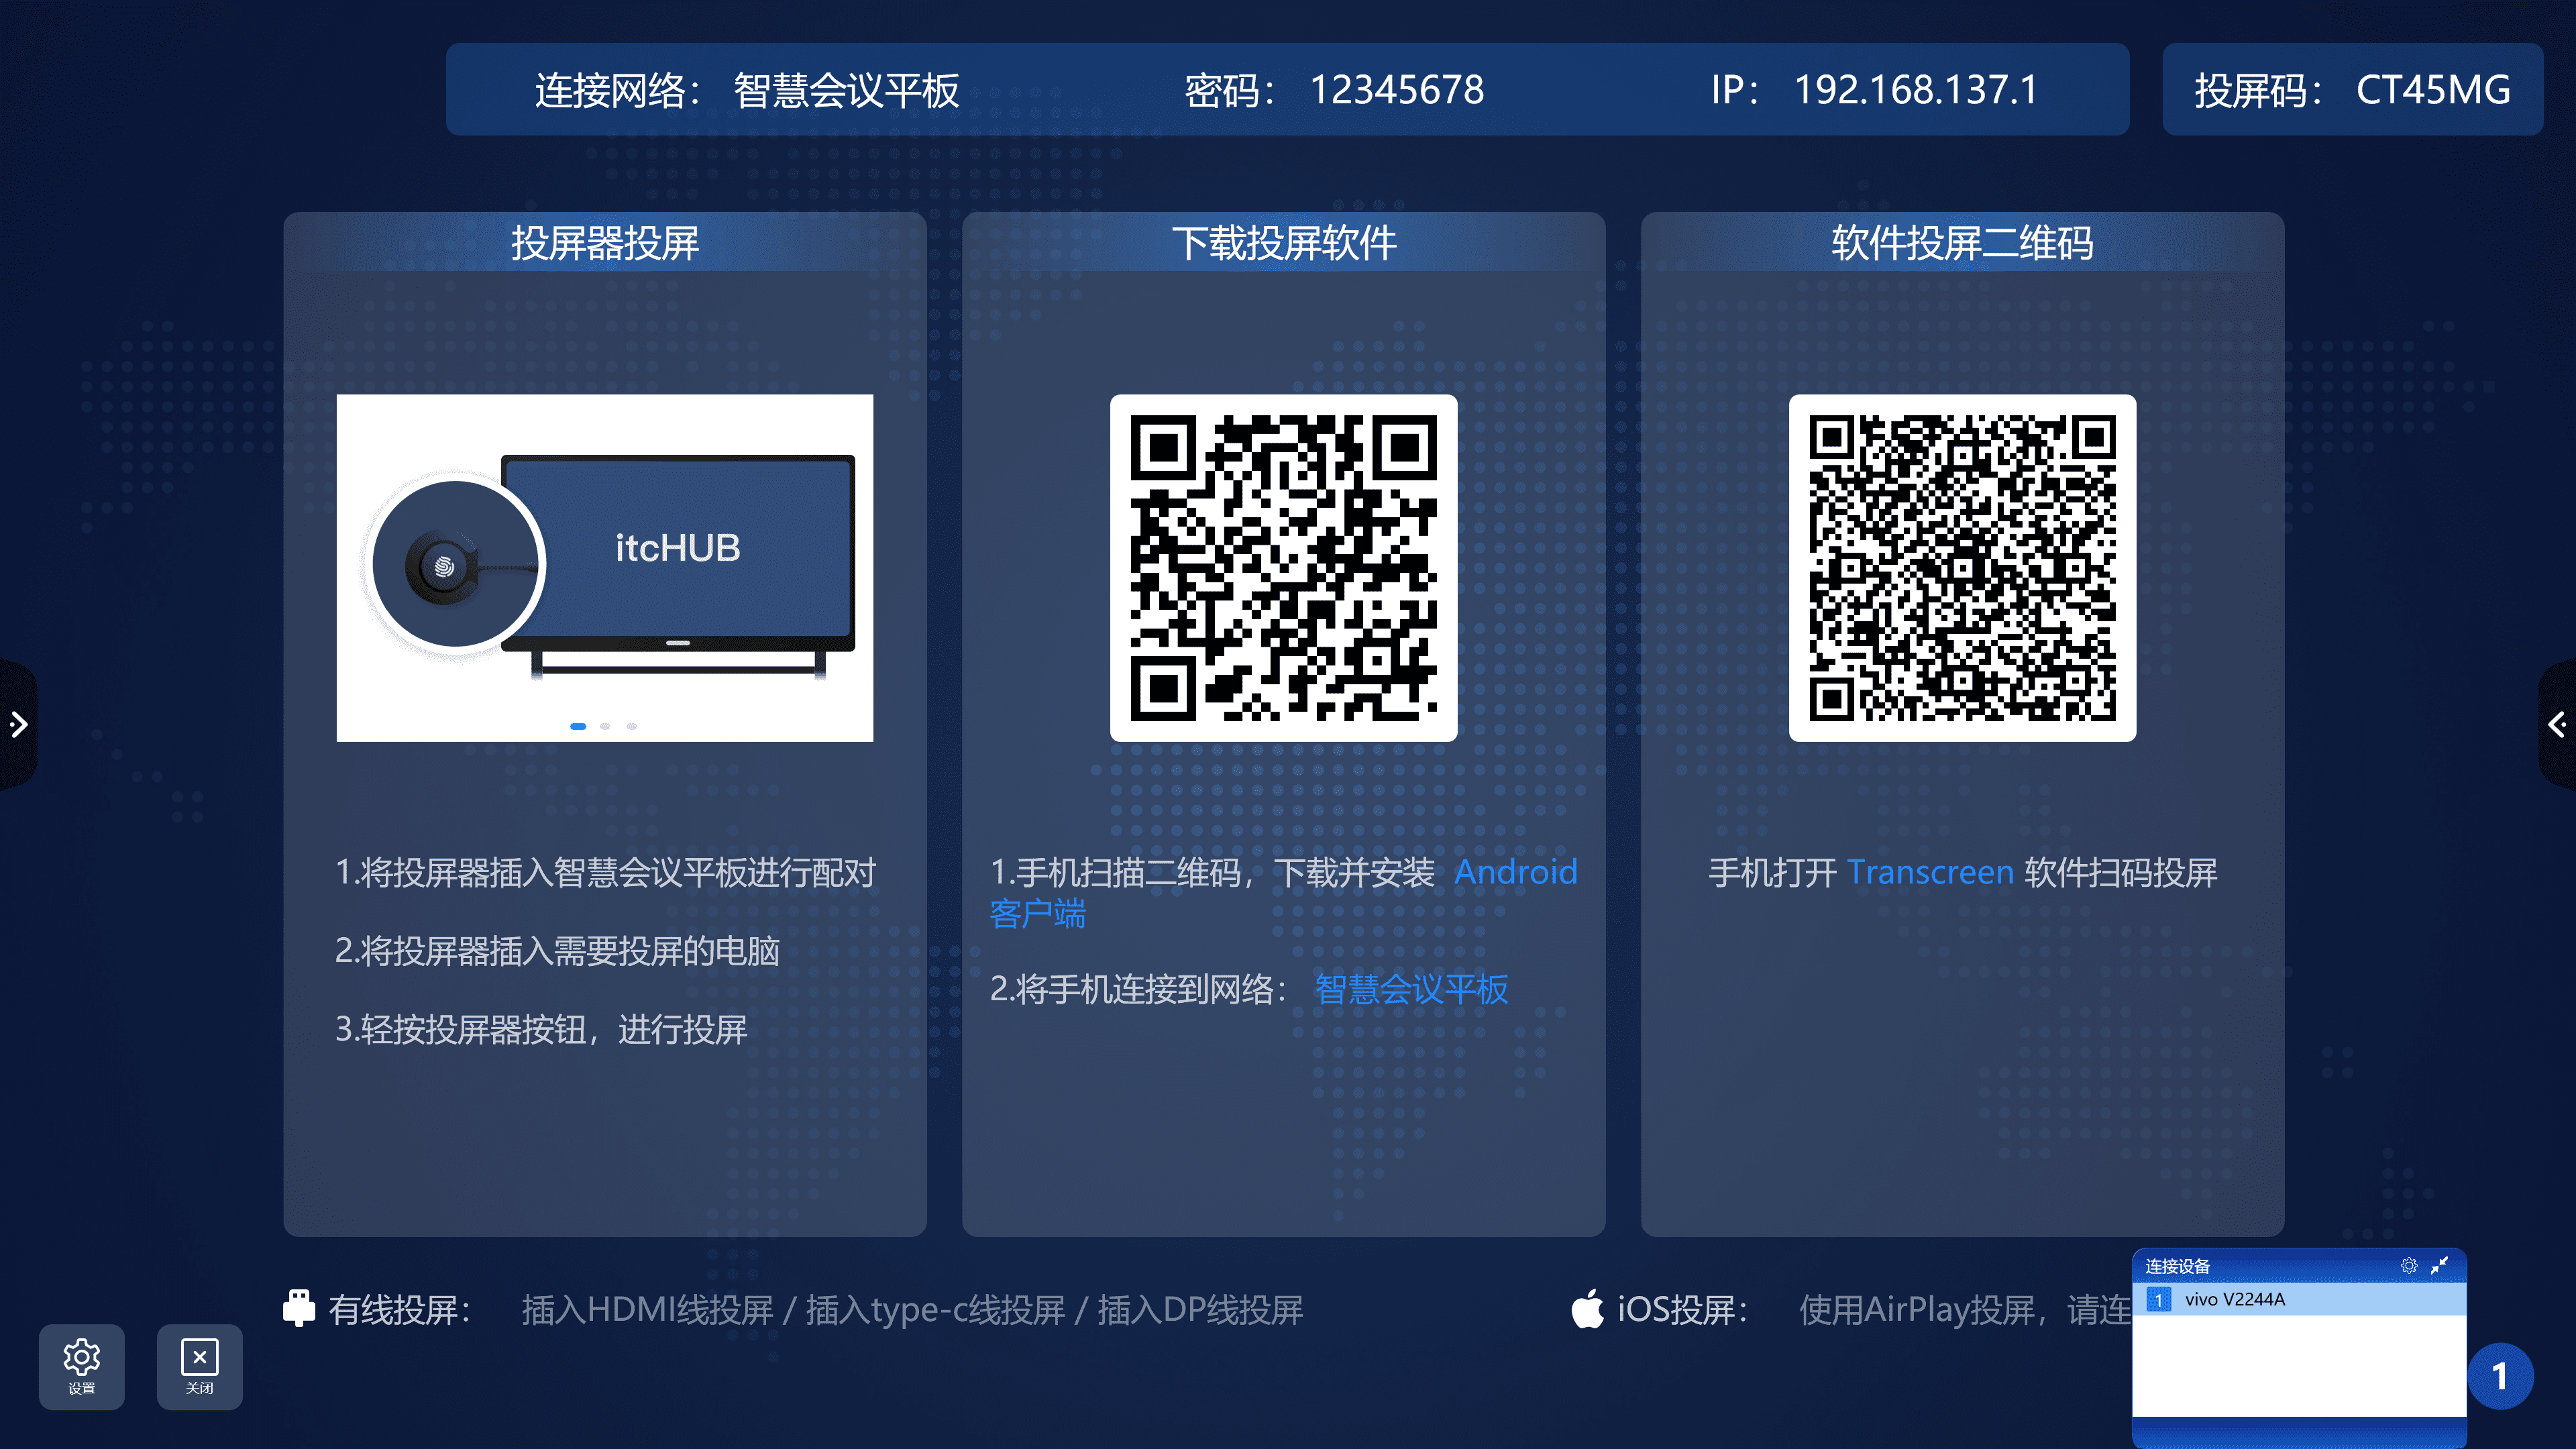 连接网络： 智慧会议平板 密码： 12345678 IP： 192.168.137.1 投屏码： CT45MG
投屏器投屏
itcHUB
1.将投屏器插入智慧会议平板进行配对
2.将投屏器插入需要投屏的电脑
3.轻按投屏器按钮，进行投屏
下载投屏软件
1.手机扫描二维码，下载并安装 Android
客户端
2.将手机连接到网络： 智慧会议平板
软件投屏二维码
手机打开 Transcreen 软件扫码投屏
有线投屏： 插入HDMI线投屏 / 插入type-c线投屏 / 插入DP线投屏
iOS投屏： 使用AirPlay投屏，请连
连接设备
1 vivo V2244A
1
设置
关闭